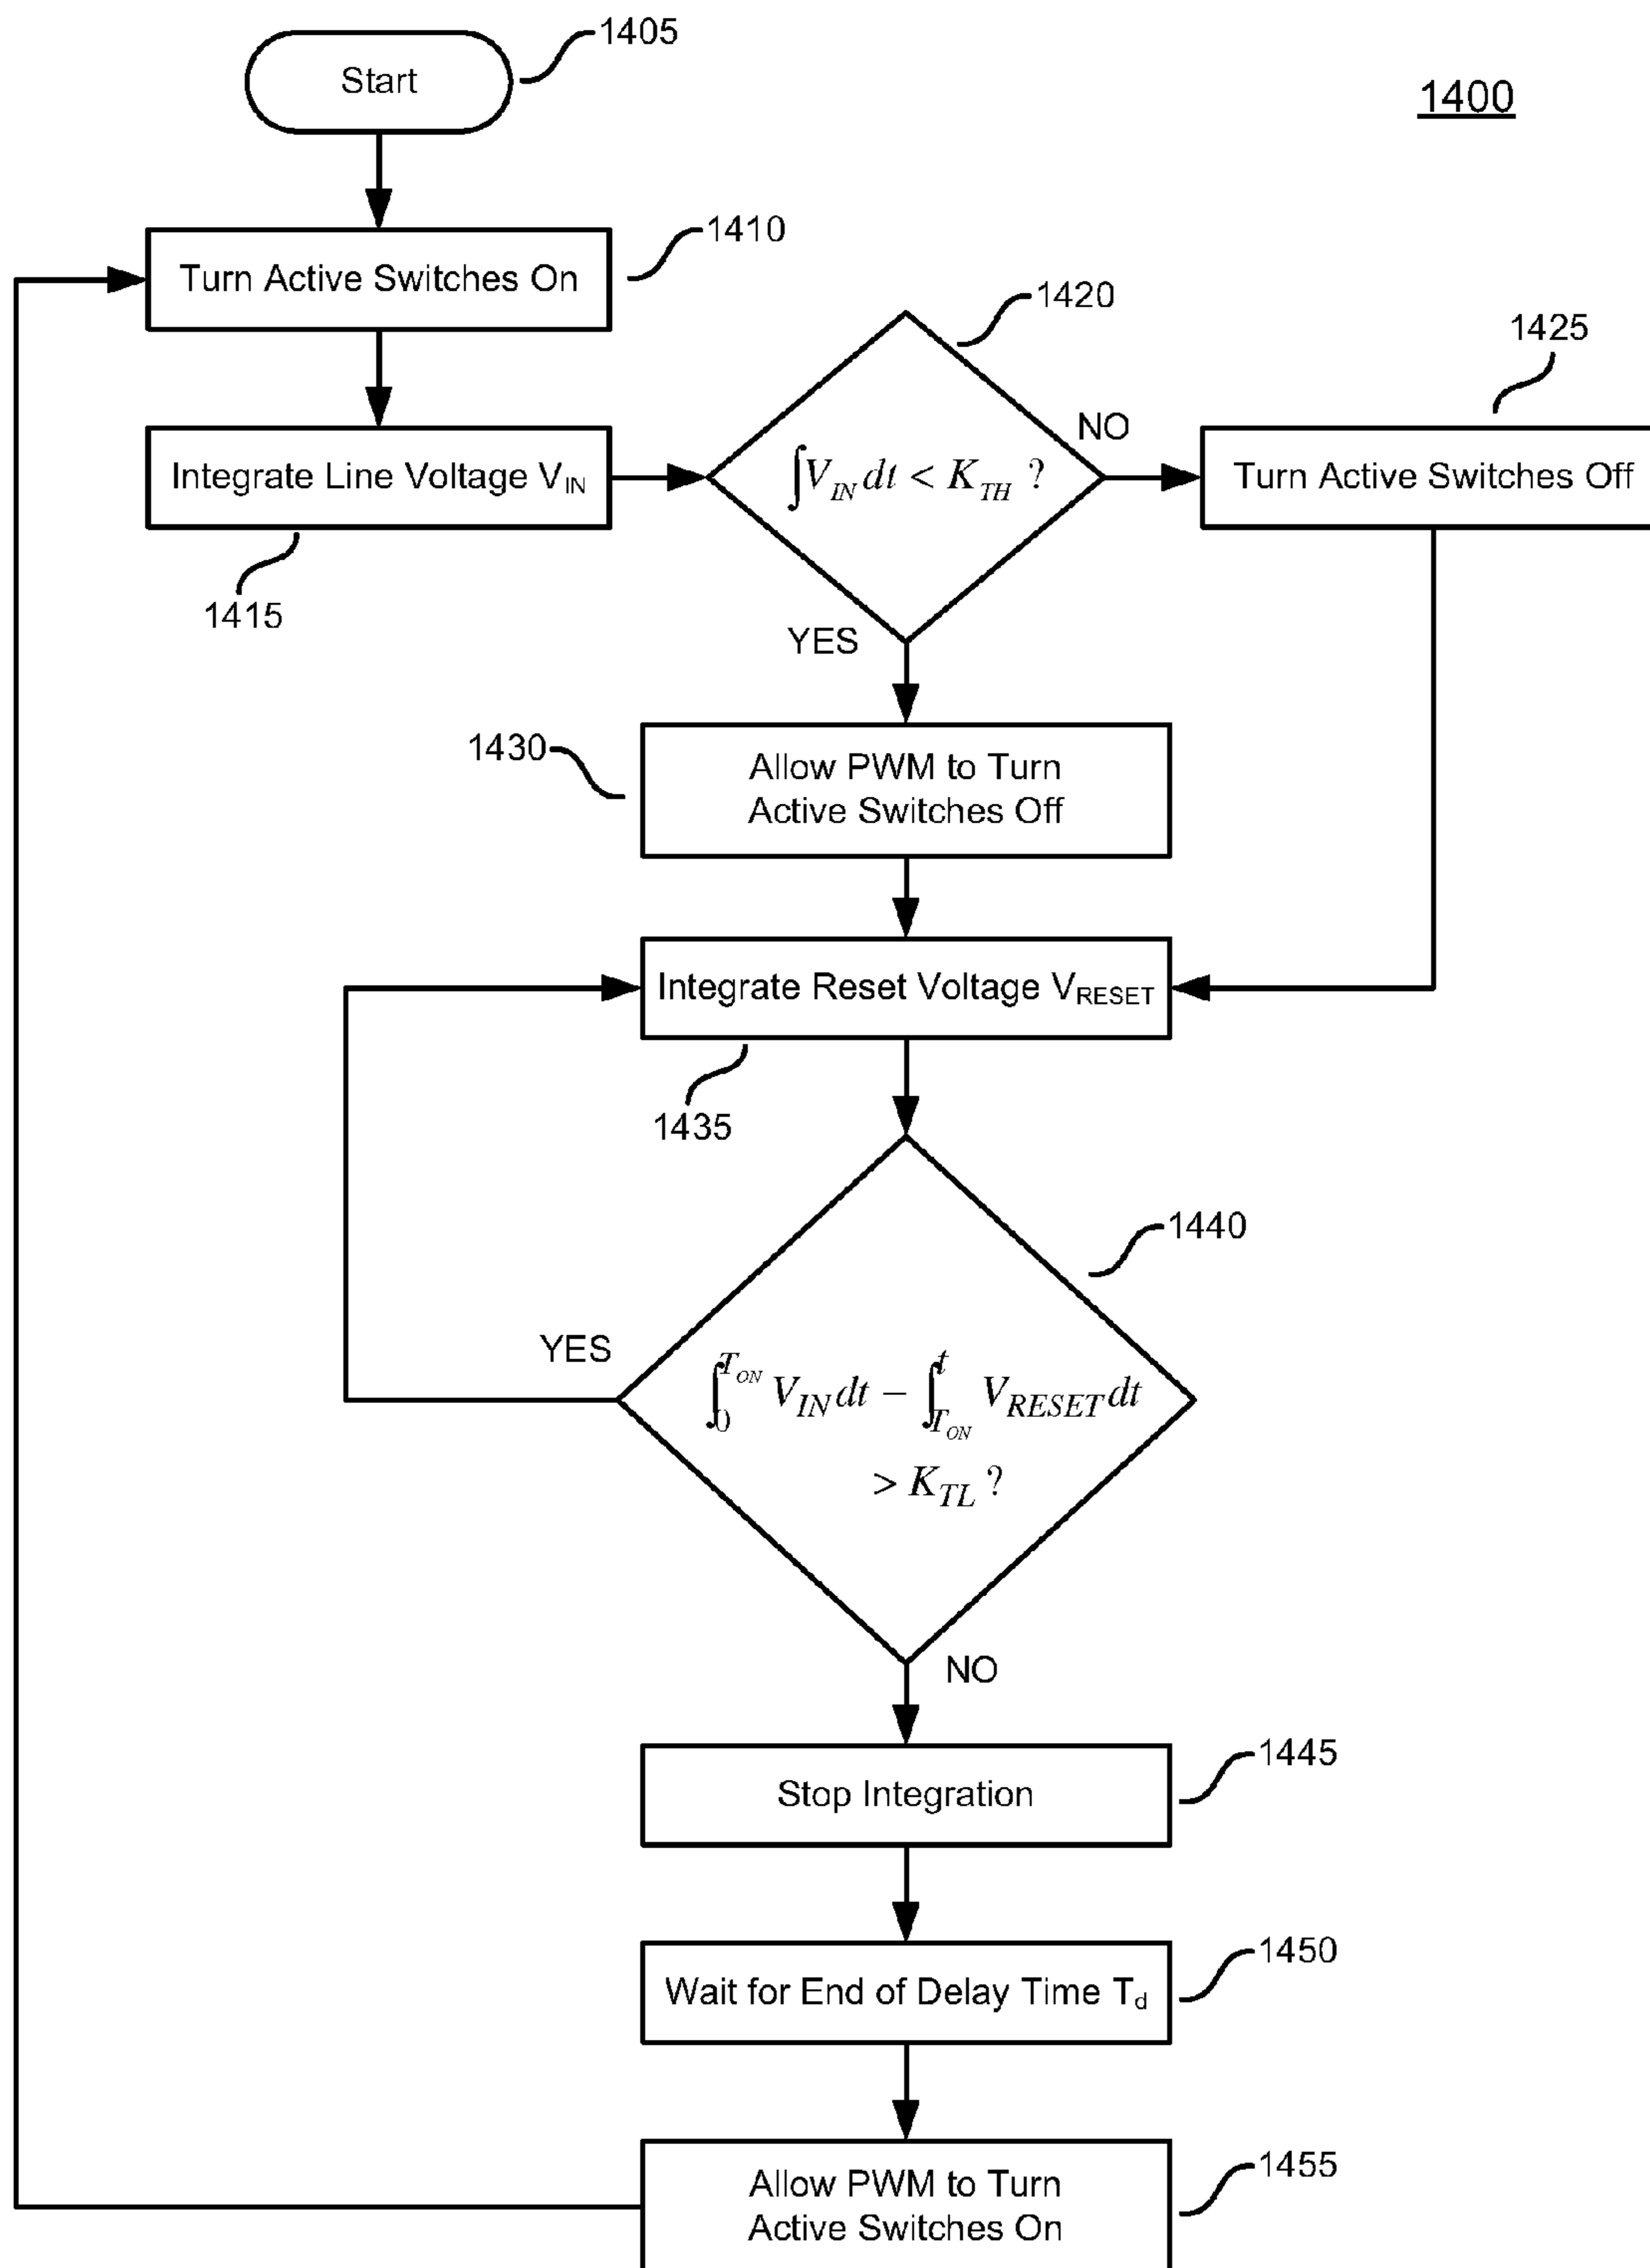 1405
Start
1400
1410
Turn Active Switches On
1420
1425
NO
Integrate Line Voltage V_IN
∫V_IN dt < K_TH ?
Turn Active Switches Off
1415
YES
1430
Allow PWM to Turn
Active Switches Off
Integrate Reset Voltage V_RESET
1435
1440
YES
∫_0^{T_ON} V_IN dt − ∫_{T_ON}^t V_RESET dt
> K_TL ?
NO
1445
Stop Integration
1450
Wait for End of Delay Time T_d
1455
Allow PWM to Turn
Active Switches On